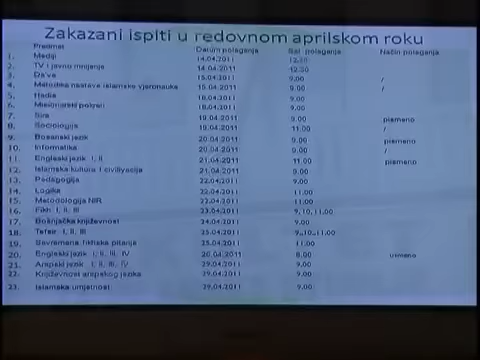 Zakazani ispiti u redovnom aprilskom roku
Predmet Datum polaganja Sat polaganja Način polaganja
1. Mediji 14.04.2011 12.30
2. TV i javno mnijenje 14.04.2011 12.30
3. Da'va 15.04.2011 9.00 /
4. Metodika nastave islamske vjeronauke 15.04.2011 9.00 /
5. Hadis 18.04.2011 9.00
6. Misionarski pokreti 18.04.2011 9.00
7. Sira 19.04.2011 9.00 pismeno
8. Sociologija 19.04.2011 11.00 /
9. Bosanski jezik 20.04.2011 9.00 pismeno
10. Informatika 20.04.2011 9.00 /
11. Engleski jezik I, II 21.04.2011 11.00 pismeno
12. Islamska kultura i civilizacija 21.04.2011 9.00
13. Pedagogija 22.04.2011 9.00
14. Logika 22.04.2011 11.00
15. Metodologija NIR 22.04.2011 11.00
16. Fikh I, II, III 23.04.2011 9, 10, 11.00
17. Bošnjačka književnost 24.04.2011 9.00
18. Tefsir I, II, III 25.04.2011 9, 10, 11.00
19. Savremena fikhska pitanja 25.04.2011 11.00
20. Engleski jezik I, II, III, IV 20.04.2011 8.00 usmeno
21. Arapski jezik I, II, III, IV 29.04.2011 9.00
22. Književnost arapskog jezika 29.04.2011 9.00
23. Islamska umjetnost 29.04.2011 9.00